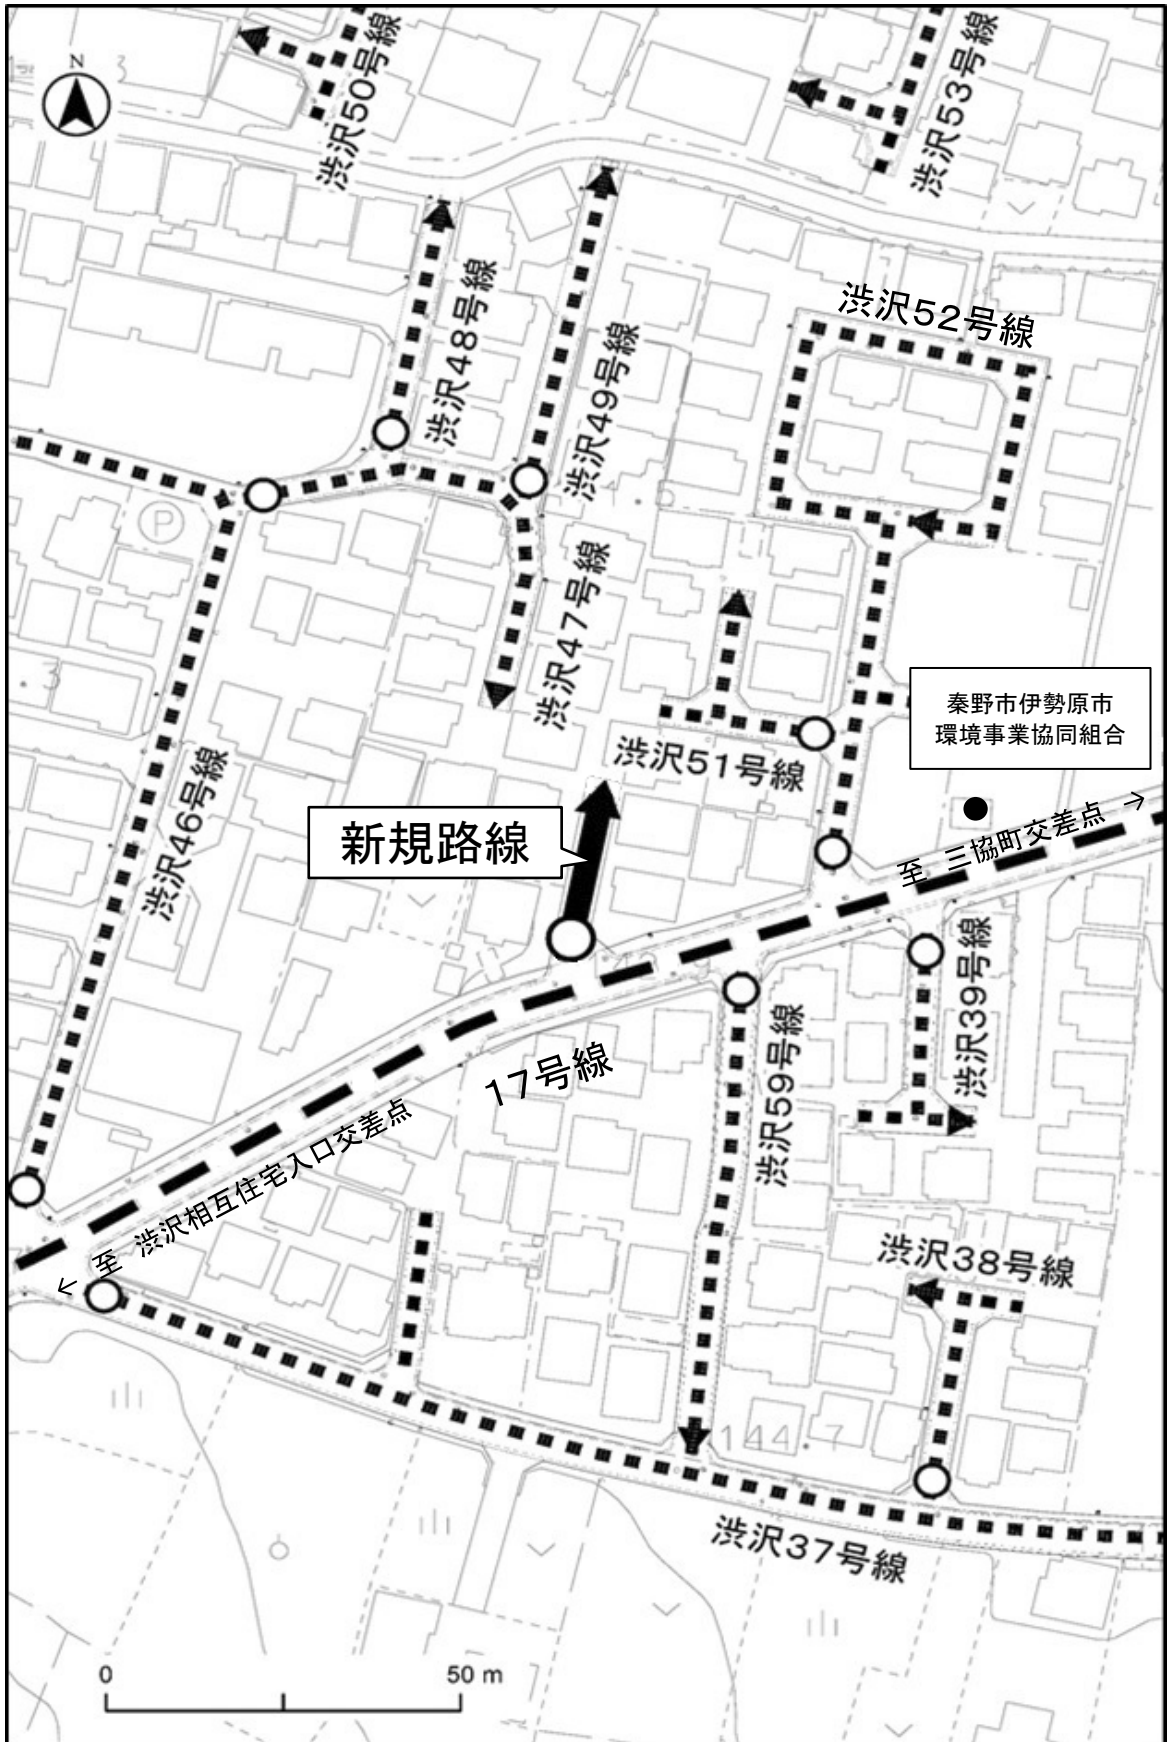 渋沢50号線
渋沢53号線
N
渋沢48号線
渋沢49号線
渋沢52号線
P
渋沢47号線
3
渋沢51号線
秦野市伊勢原市
環境事業協同組合
渋沢46号線
新規路線
至 三協町交差点 →
渋沢39号線
17号線
渋沢59号線
← 至 渋沢相互住宅入口交差点
渋沢38号線
144 7
渋沢37号線
0 50 m